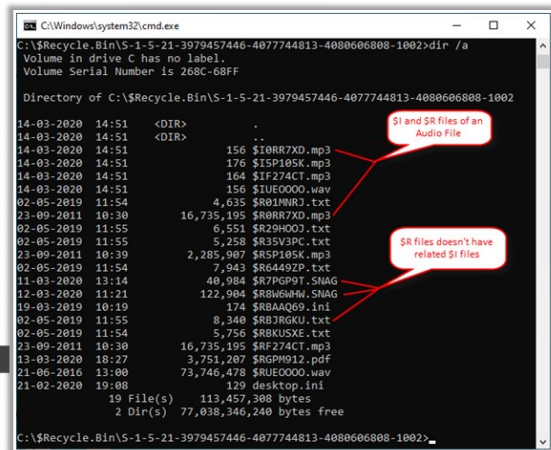 C:\Windows\system32\cmd.exe
C:\$Recycle.Bin\S-1-5-21-3979457446-4077744813-4080606808-1002>dir /a
Volume in drive C has no label.
Volume Serial Number is 268C-68FF
Directory of C:\$Recycle.Bin\S-1-5-21-3979457446-4077744813-4080606808-1002
14-03-2020 14:51 <DIR> .
14-03-2020 14:51 <DIR> ..
14-03-2020 14:51 156 $I0RR7XD.mp3
14-03-2020 14:51 176 $I5P105K.mp3
14-03-2020 14:51 164 $IF274CT.mp3
14-03-2020 14:51 156 $IUEOOOO.wav
02-05-2019 11:54 4,635 $R01MNRJ.txt
23-09-2011 10:30 16,735,195 $R0RR7XD.mp3
02-05-2019 11:55 6,551 $R29HOOJ.txt
02-05-2019 11:55 5,258 $R35V3PC.txt
23-09-2011 10:39 2,285,907 $R5P105K.mp3
02-05-2019 11:54 7,943 $R6449ZP.txt
11-03-2020 13:14 40,984 $R7PGP9T.SNAG
12-03-2020 11:21 122,904 $R8W6WHW.SNAG
19-03-2019 10:19 174 $RBAAQ69.ini
02-05-2019 11:55 8,340 $RBJRGKU.txt
02-05-2019 11:54 5,756 $RBKUSXE.txt
23-09-2011 10:30 16,735,195 $RF274CT.mp3
13-03-2020 18:27 3,751,207 $RGPM912.pdf
21-06-2016 13:00 73,746,478 $RUEOOOO.wav
21-02-2020 19:08 129 desktop.ini
19 File(s) 113,457,308 bytes
2 Dir(s) 77,038,346,240 bytes free
C:\$Recycle.Bin\S-1-5-21-3979457446-4077744813-4080606808-1002>
$I and $R files of an
Audio File
$R files doesn't have
related $I files